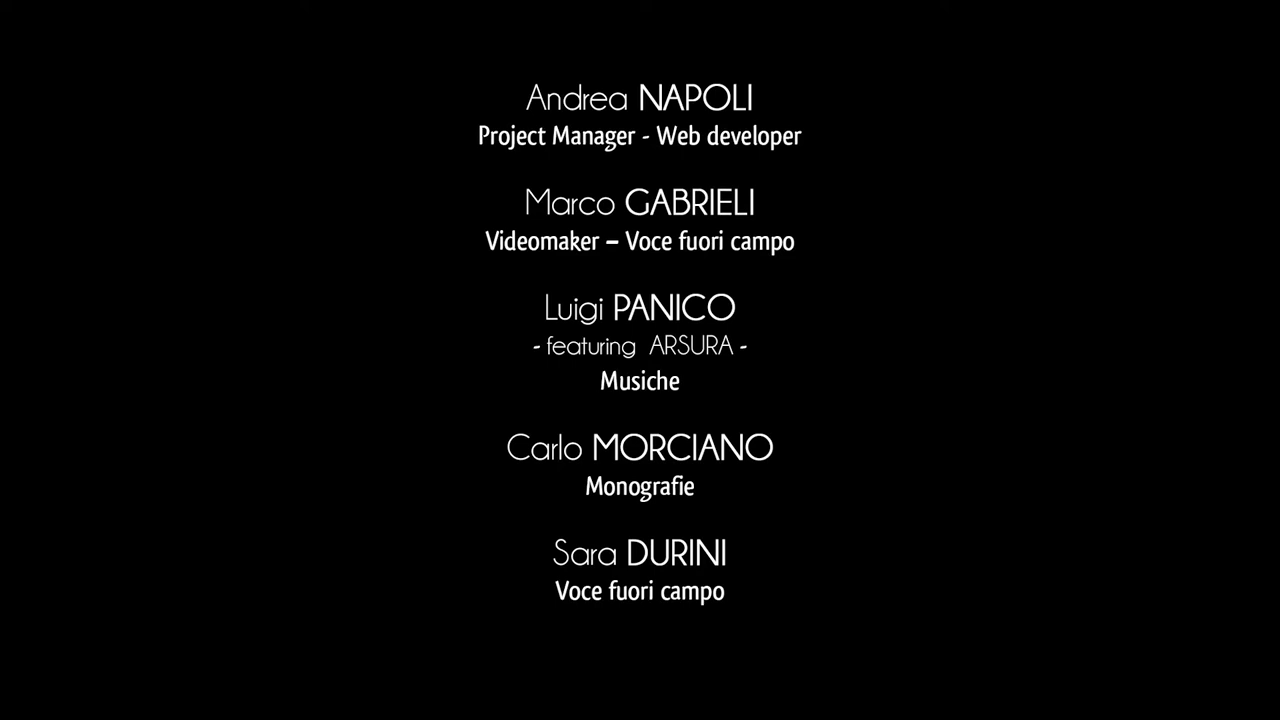 Andrea NAPOLI
Project Manager - Web developer
Marco GABRIELI
Videomaker – Voce fuori campo
Luigi PANICO
- featuring ARSURA -
Musiche
Carlo MORCIANO
Monografie
Sara DURINI
Voce fuori campo